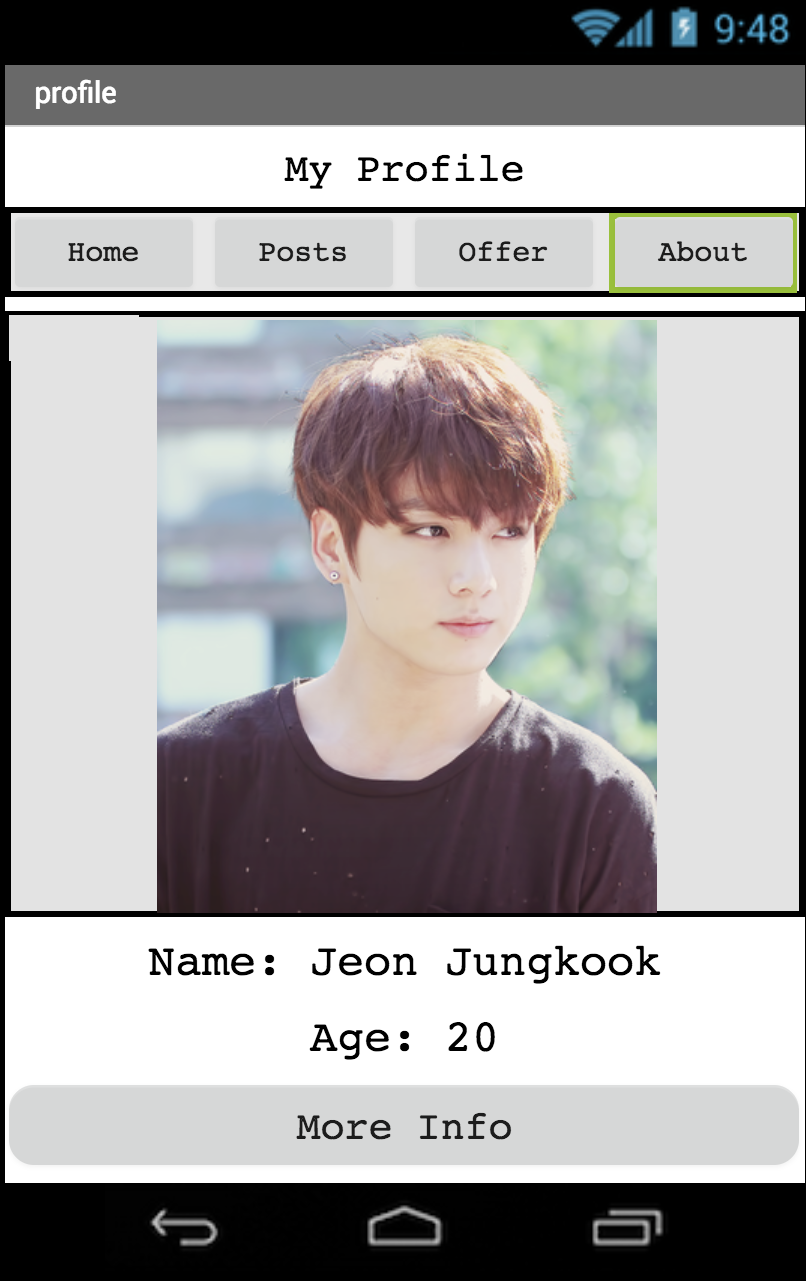 9:48
profile
My Profile
Home Posts Offer About
Name: Jeon Jungkook
Age: 20
More Info